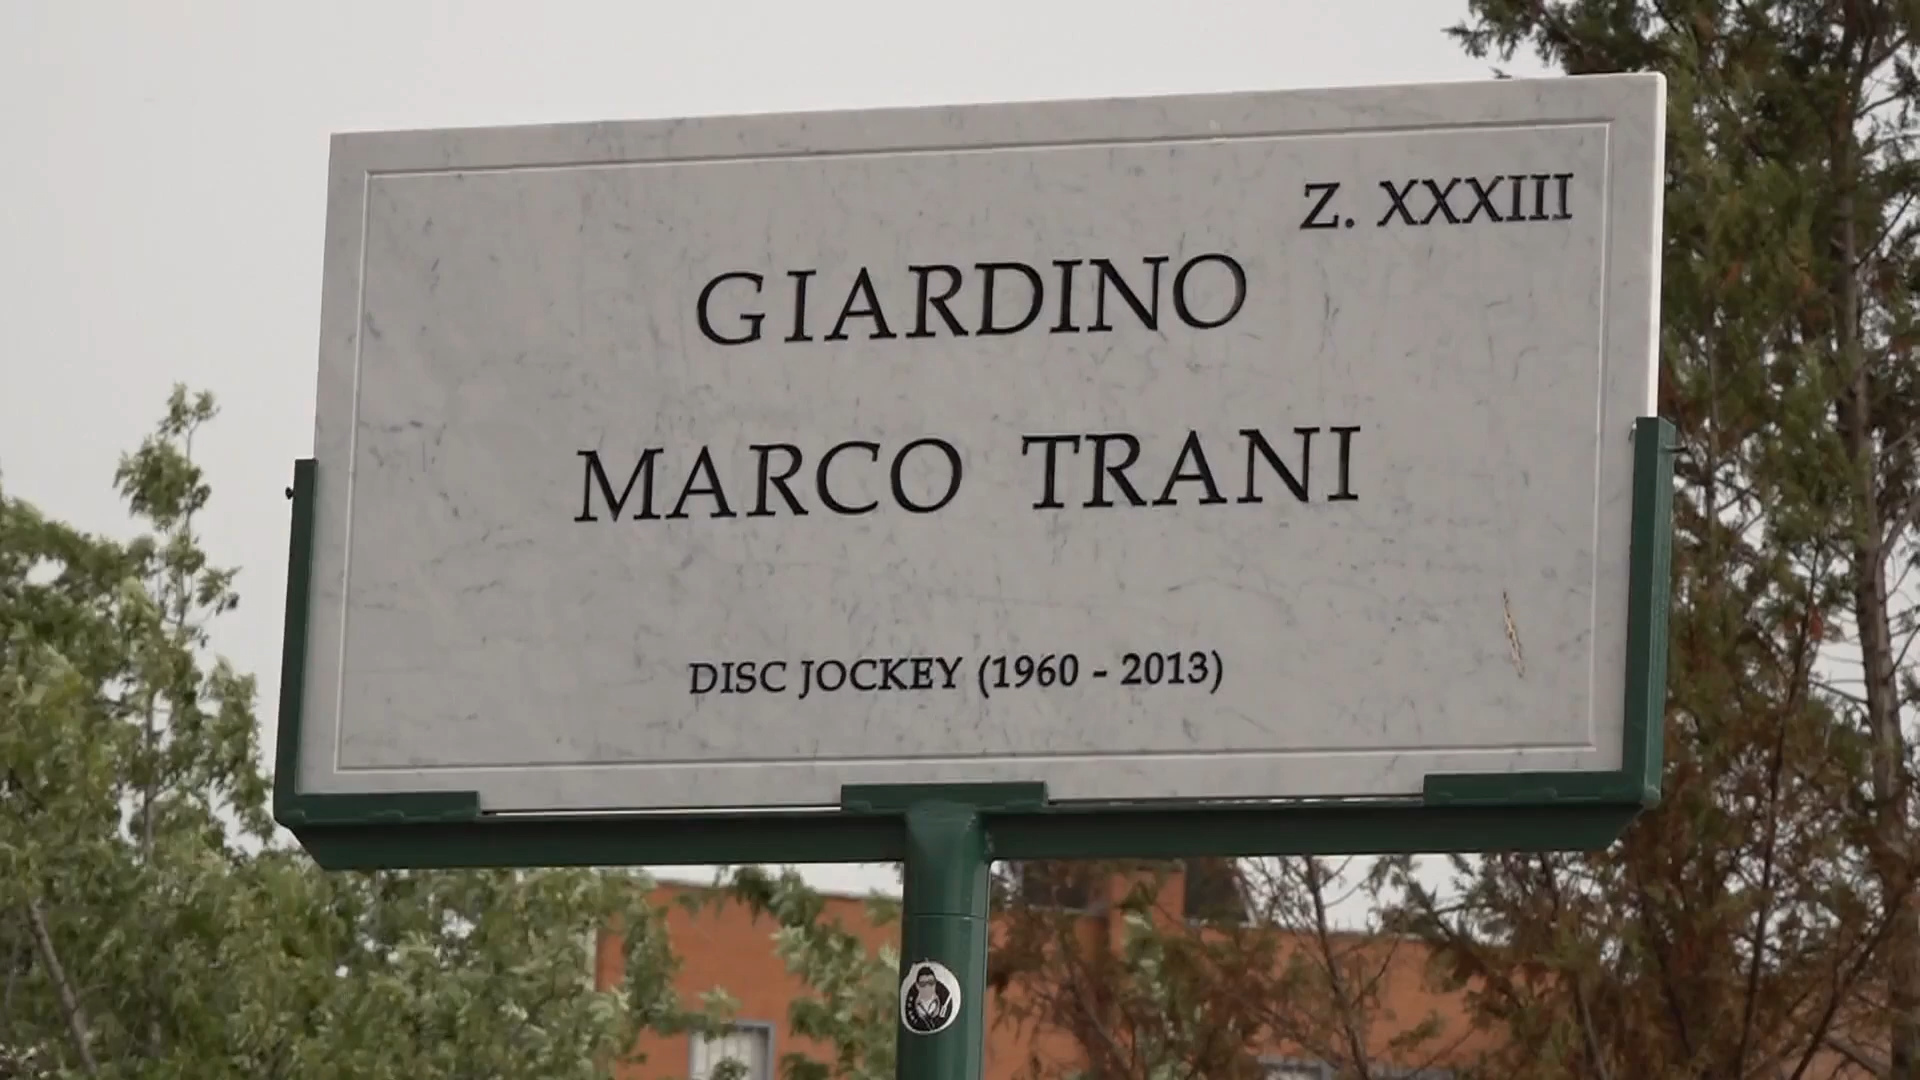 Z. XXXIII
GIARDINO
MARCO TRANI
DISC JOCKEY (1960 - 2013)